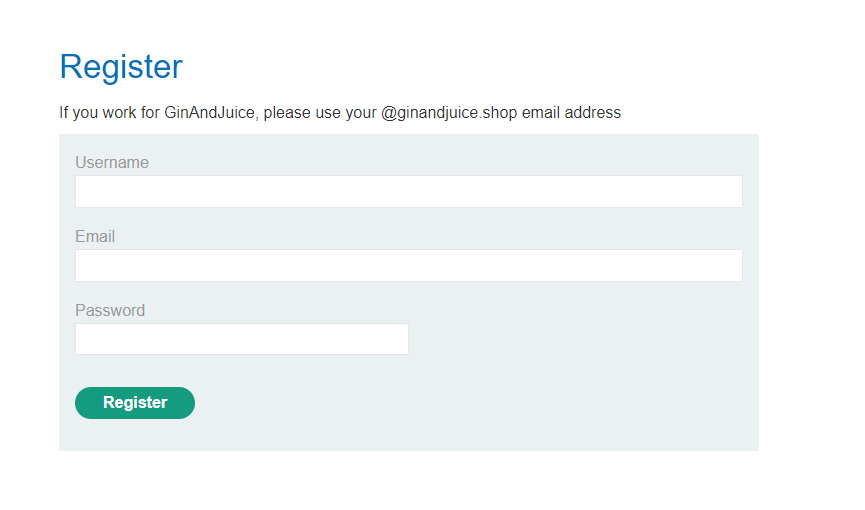 Register
If you work for GinAndJuice, please use your @ginandjuice.shop email address
Username
Email
Password
Register